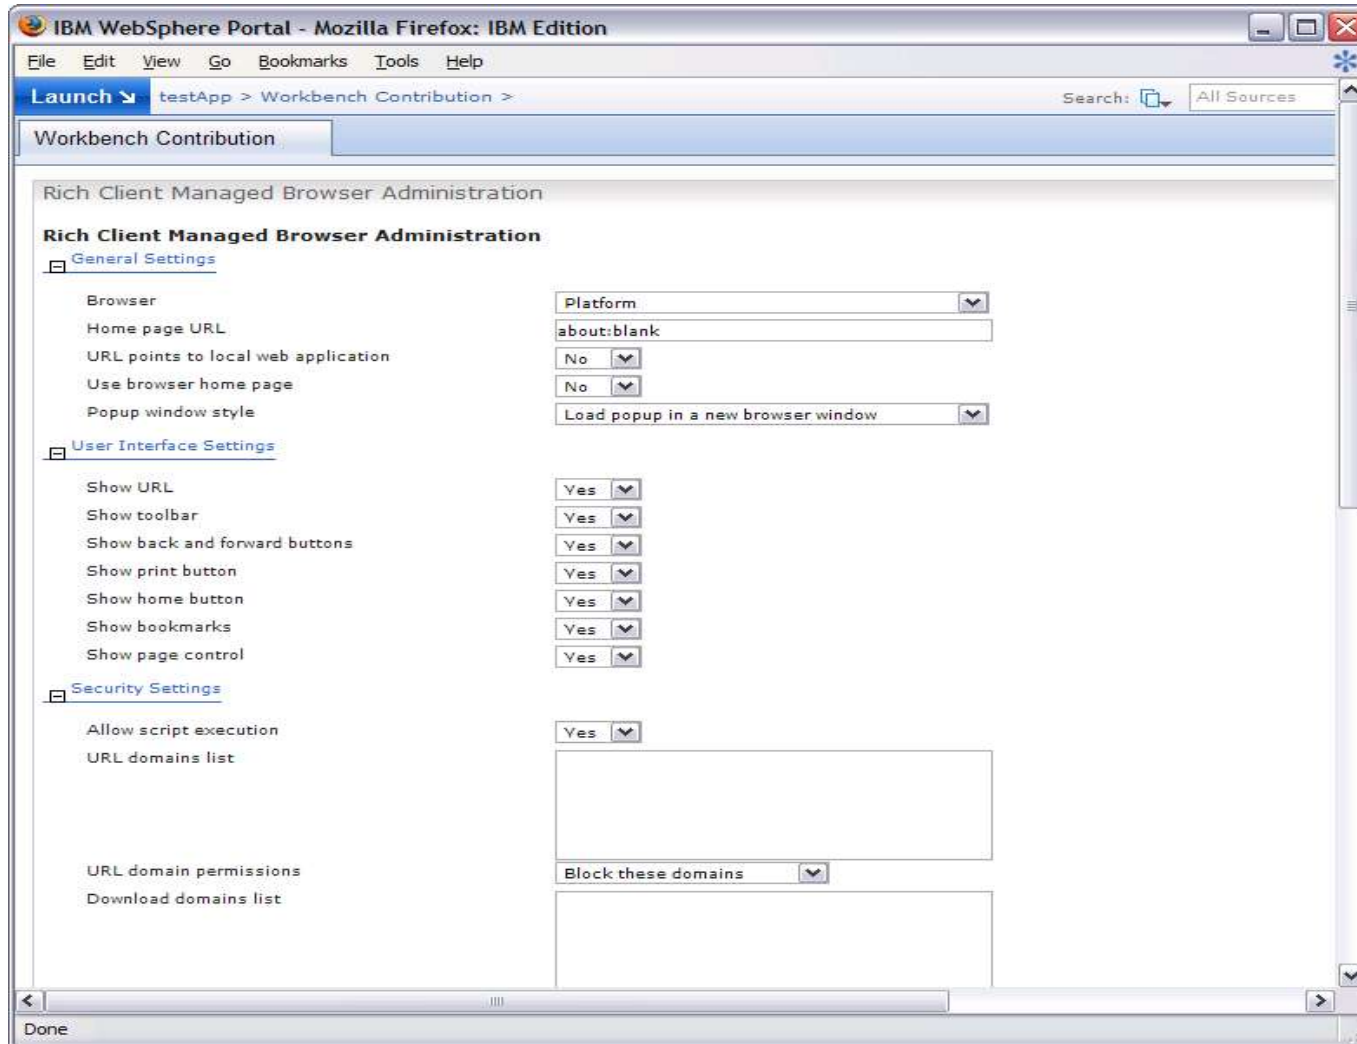 IBM WebSphere Portal - Mozilla Firefox: IBM Edition
File Edit View Go Bookmarks Tools Help
Launch testApp > Workbench Contribution > Search: All Sources
Workbench Contribution
Rich Client Managed Browser Administration
Rich Client Managed Browser Administration
General Settings
Browser Platform
Home page URL about:blank
URL points to local web application No
Use browser home page No
Popup window style Load popup in a new browser window
User Interface Settings
Show URL Yes
Show toolbar Yes
Show back and forward buttons Yes
Show print button Yes
Show home button Yes
Show bookmarks Yes
Show page control Yes
Security Settings
Allow script execution Yes
URL domains list
URL domain permissions Block these domains
Download domains list
Done